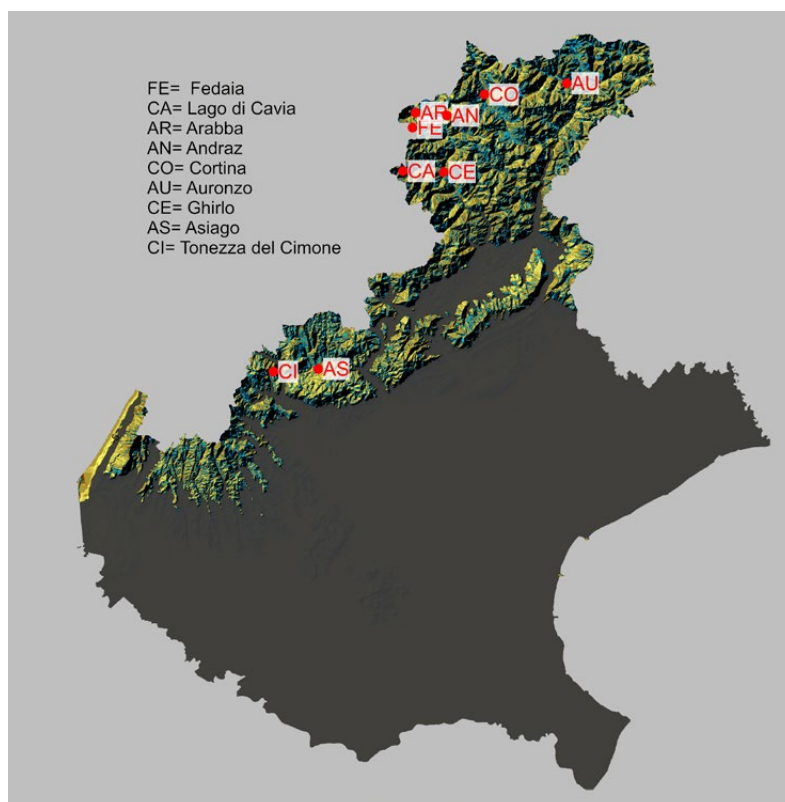 FE=  Fedaia
CA= Lago di Cavia
AR= Arabba
AN= Andraz
CO= Cortina
AU= Auronzo
CE= Ghirlo
AS= Asiago
CI= Tonezza del Cimone
AU
CO
AR
AN
FE
CA
CE
CI
AS